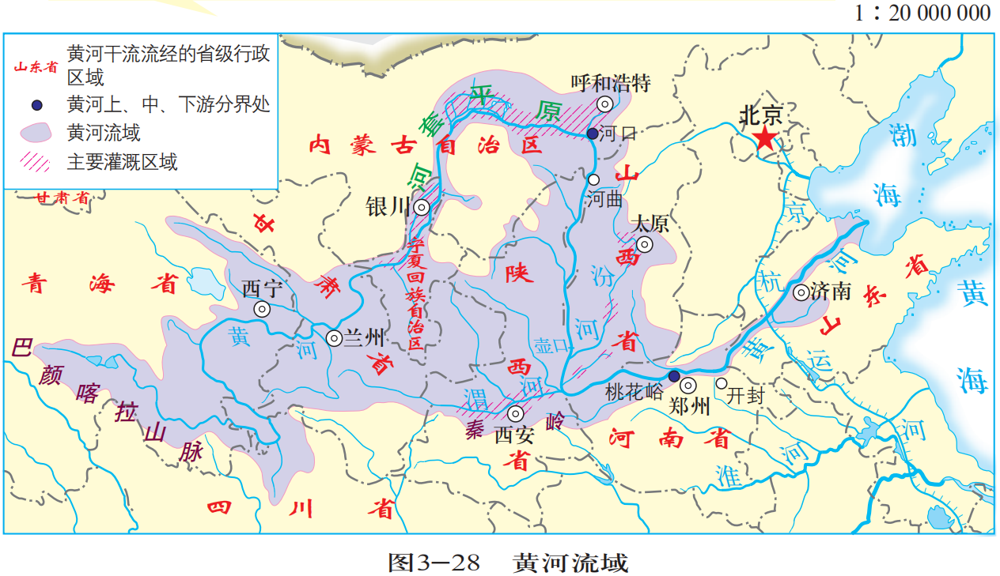 1∶20 000 000
山东省
黄河干流流经的省级行政
区域
黄河上、中、下游分界处
黄河流域
主要灌溉区域
甘肃省
呼和浩特
北京
河套平原
河口
内蒙古自治区
渤海
山西省
河曲
银川
太原
甘肃省
宁夏回族自治区
陕西省
青海省
西宁
黄河
兰州
汾河
壶口
京杭运河
黄河
济南
山东省
黄海
巴颜喀拉山脉
渭河
西安
秦岭
桃花峪
郑州
开封
河南省
淮河
四川省
图3-28 黄河流域